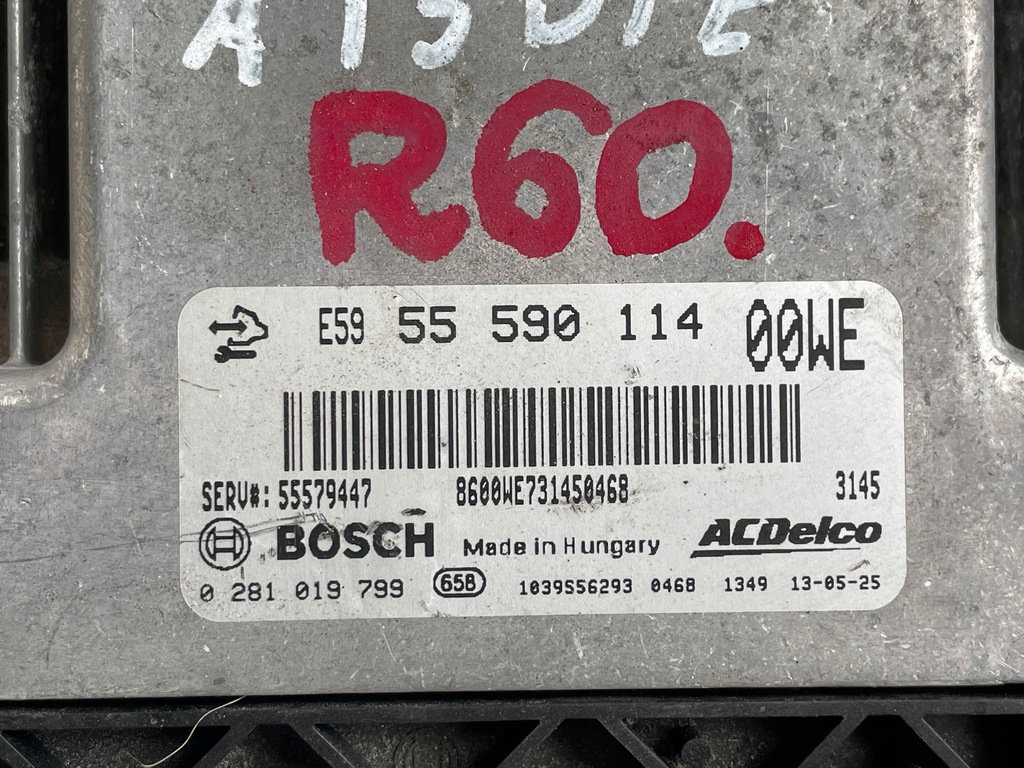 R60.
E59 55 590 114 00WE
SERV#: 55579447 8600WE731450468 3145
BOSCH Made in Hungary ACDelco
0 281 019 799 658 1039S56293 0468 1349 13-05-25